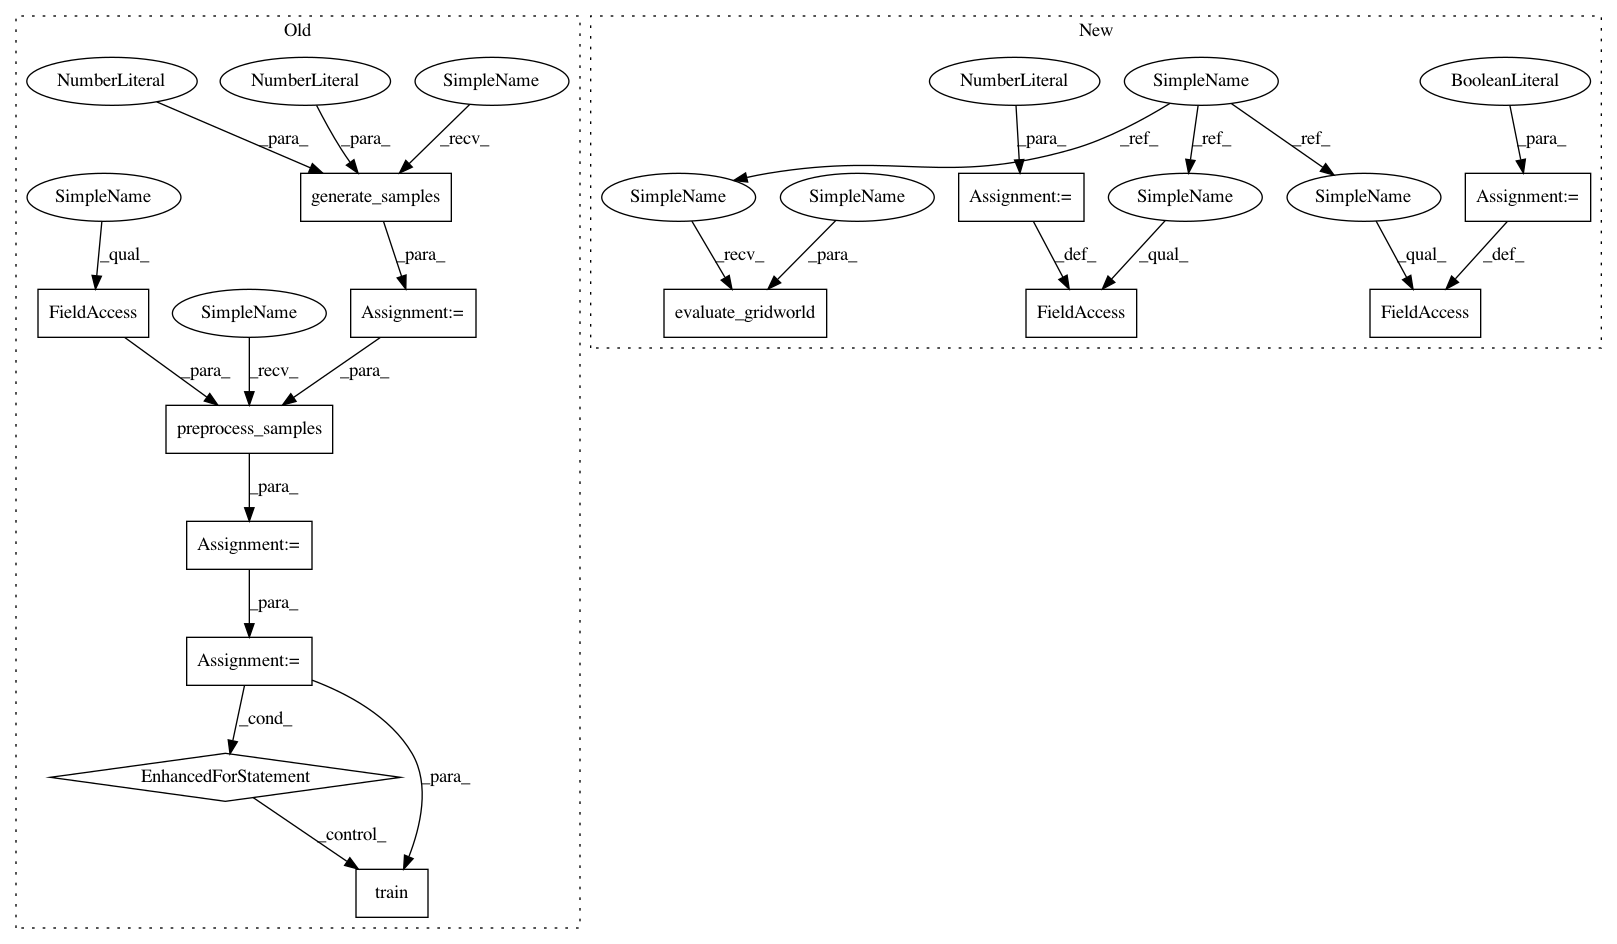 Old
New
NumberLiteral
NumberLiteral
SimpleName
NumberLiteral
SimpleName
BooleanLiteral
_para_
_para_
_recv_
_para_
_ref_
_ref_
_ref_
_para_
SimpleName
generate_samples
SimpleName
SimpleName
Assignment:=
SimpleName
SimpleName
Assignment:=
_qual_
_para_
_recv_
_para_
_def_
_qual_
_qual_
_def_
FieldAccess
SimpleName
Assignment:=
evaluate_gridworld
FieldAccess
FieldAccess
_para_
_recv_
_para_
preprocess_samples
_para_
Assignment:=
_para_
Assignment:=
_cond_
EnhancedForStatement
_para_
_control_
train